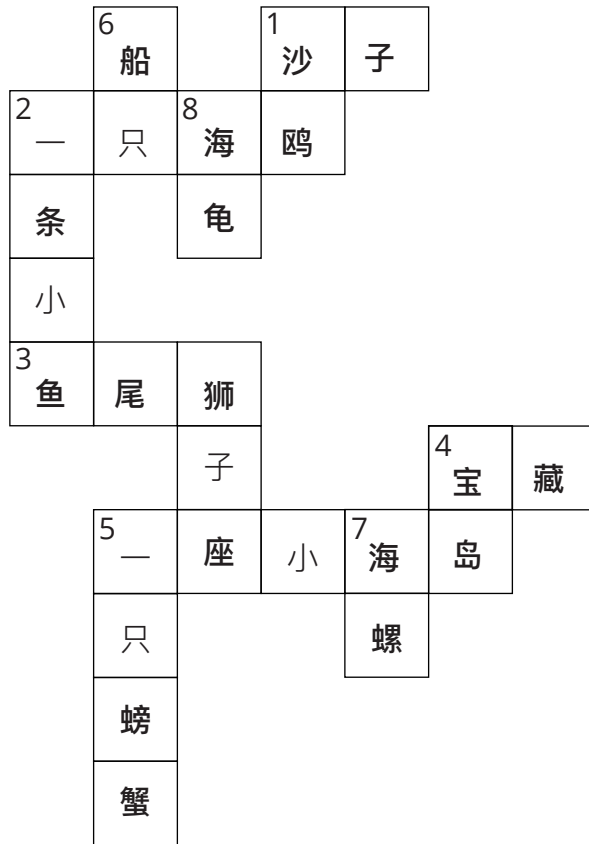 6 船 1 沙 子
2 一 只 8 海 鸥
条 龟
小
3 鱼 尾 狮
子 4 宝 藏
5 一 座 小 7 海 岛
只 螺
螃
蟹